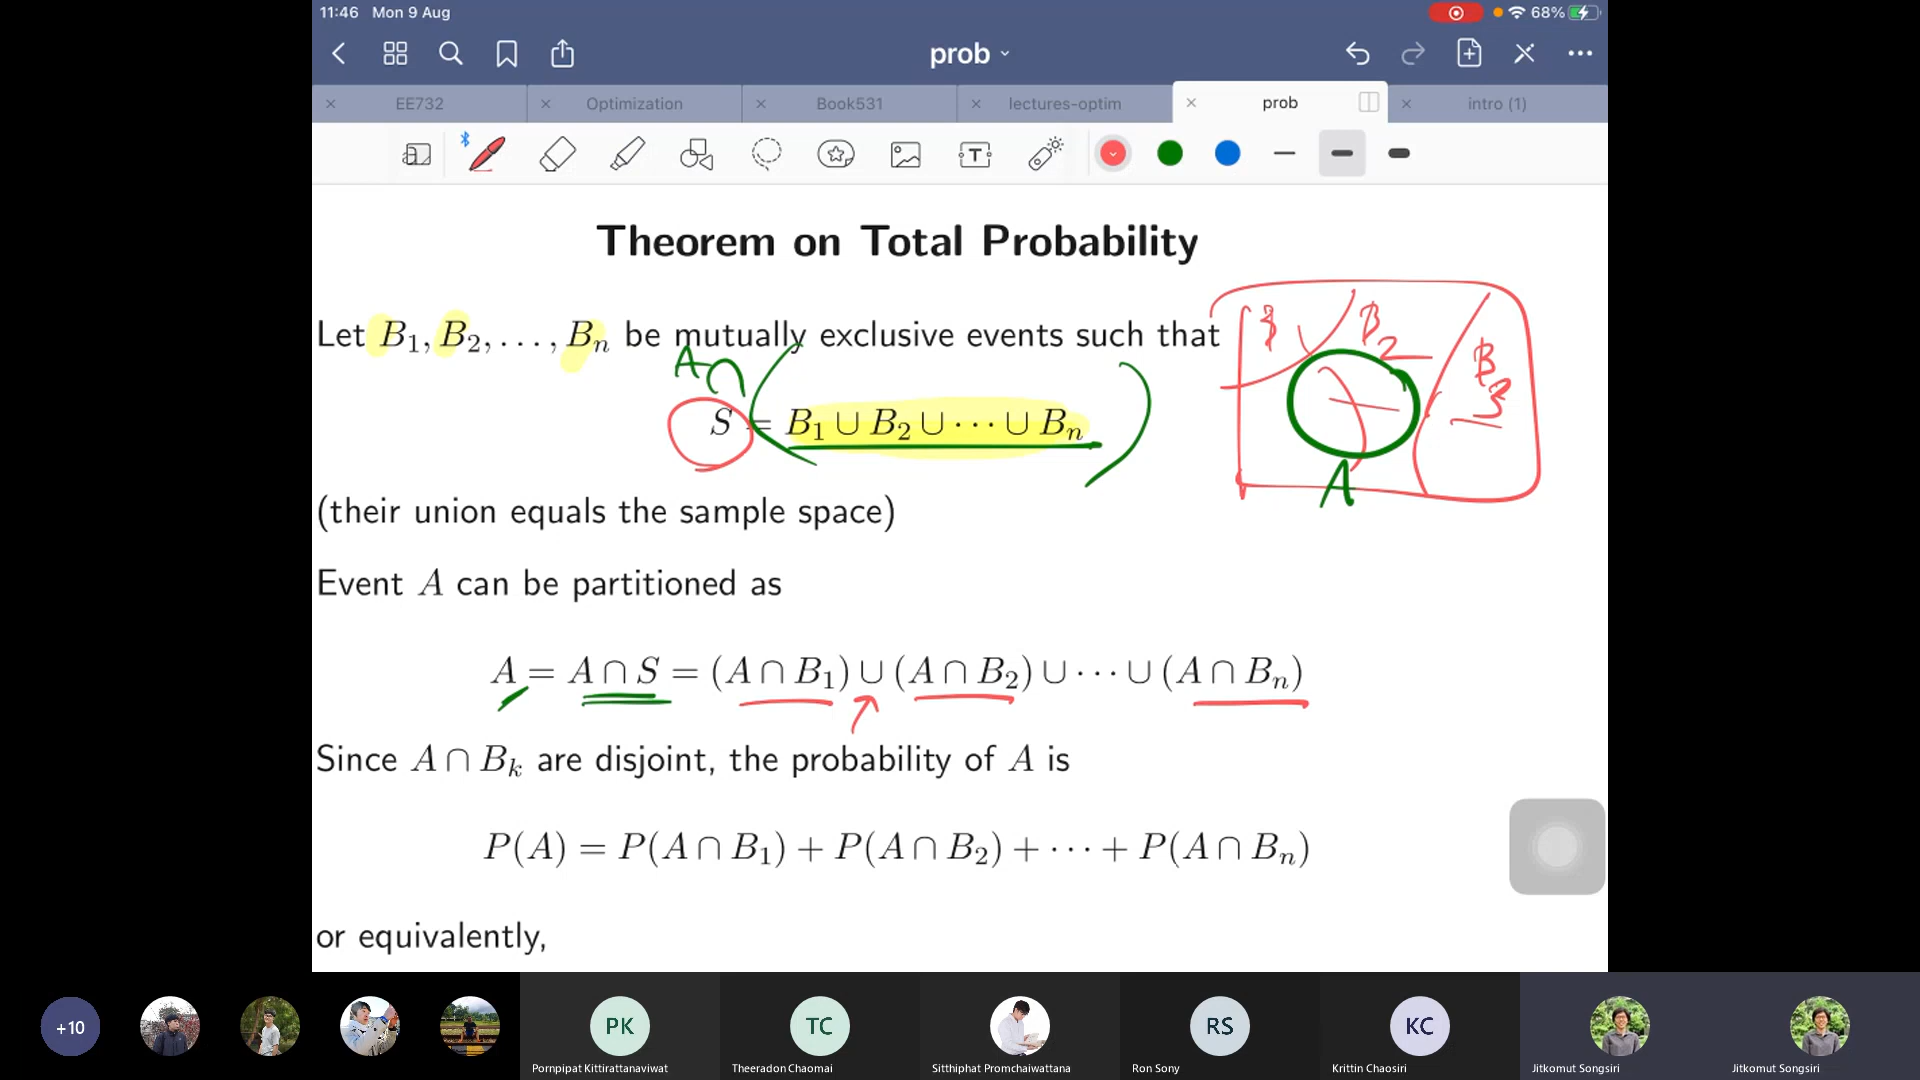 11:46 Mon 9 Aug
68%
prob
EE732
Optimization
Book531
lectures-optim
prob
intro (1)
Theorem on Total Probability
Let B₁, B₂, . . . , Bₙ be mutually exclusive events such that
A∩
S = B₁ ∪ B₂ ∪ · · · ∪ Bₙ
B₂
B₃
A
(their union equals the sample space)
Event A can be partitioned as
A = A ∩ S = (A ∩ B₁) ∪ (A ∩ B₂) ∪ · · · ∪ (A ∩ Bₙ)
Since A ∩ Bₖ are disjoint, the probability of A is
P(A) = P(A ∩ B₁) + P(A ∩ B₂) + · · · + P(A ∩ Bₙ)
or equivalently,
+10
PK
TC
RS
KC
Pornpipat Kittirattanaviwat
Theeradon Chaomai
Sitthiphat Promchaiwattana
Ron Sony
Krittin Chaosiri
Jitkomut Songsiri
Jitkomut Songsiri